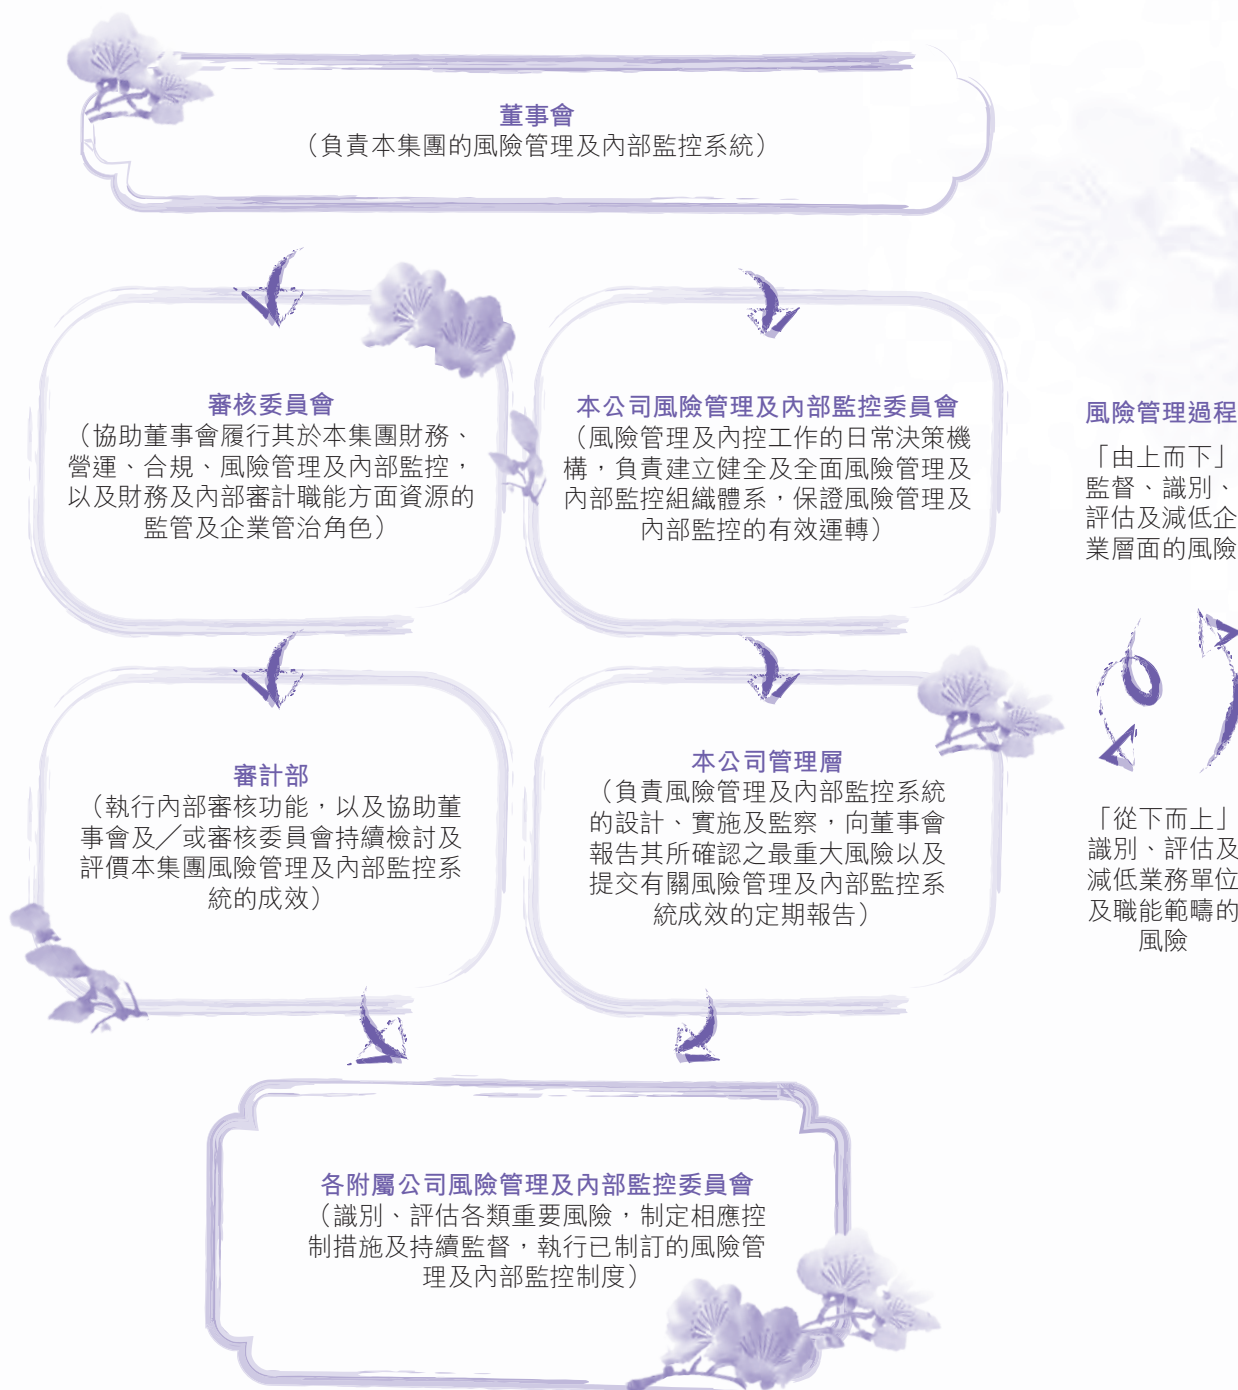 董事會
（負責本集團的風險管理及內部監控系統）
審核委員會
（協助董事會履行其於本集團財務、
營運、合規、風險管理及內部監控，
以及財務及內部審計職能方面資源的
監管及企業管治角色）
本公司風險管理及內部監控委員會
（風險管理及內控工作的日常決策機
構，負責建立健全及全面風險管理及
內部監控組織體系，保證風險管理及
內部監控的有效運轉）
風險管理過程
「由上而下」
監督、識別、
評估及減低企
業層面的風險
審計部
（執行內部審核功能，以及協助董
事會及／或審核委員會持續檢討及
評價本集團風險管理及內部監控系
統的成效）
本公司管理層
（負責風險管理及內部監控系統
的設計、實施及監察，向董事會
報告其所確認之最重大風險以及
提交有關風險管理及內部監控系
統成效的定期報告）
「從下而上」
識別、評估及
減低業務單位
及職能範疇的
風險
各附屬公司風險管理及內部監控委員會
（識別、評估各類重要風險，制定相應控
制措施及持續監督，執行已制訂的風險管
理及內部監控制度）